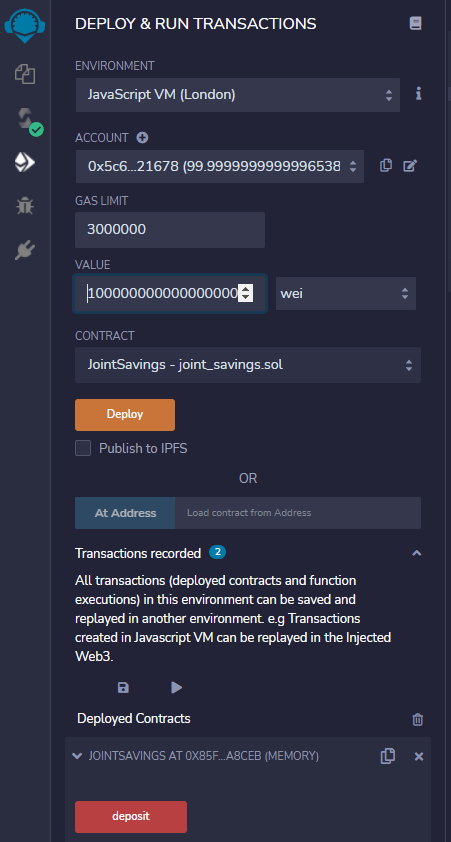 DEPLOY & RUN TRANSACTIONS
ENVIRONMENT
JavaScript VM (London)
ACCOUNT
0x5c6...21678 (99.9999999999996538
GAS LIMIT
3000000
VALUE
1000000000000000000
wei
CONTRACT
JointSavings - joint_savings.sol
Deploy
Publish to IPFS
OR
At Address
Load contract from Address
Transactions recorded 2
All transactions (deployed contracts and function
executions) in this environment can be saved and
replayed in another environment. e.g Transactions
created in Javascript VM can be replayed in the Injected
Web3.
Deployed Contracts
JOINTSAVINGS AT 0X85F...A8CEB (MEMORY)
deposit